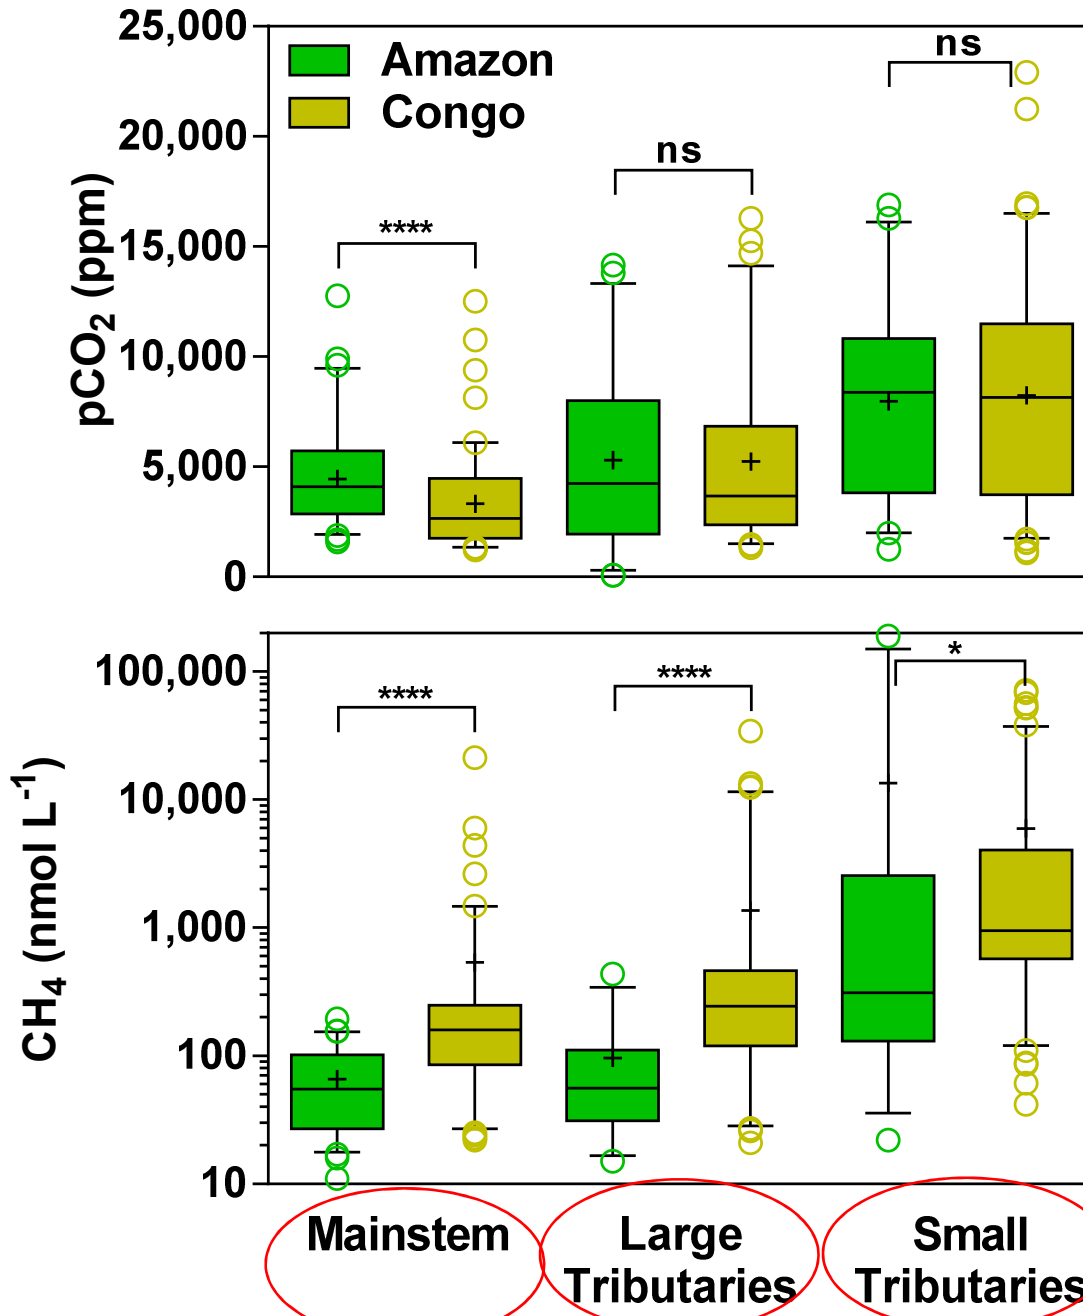 25,000
20,000
15,000
10,000
5,000
0
pCO2 (ppm)
Amazon
Congo
****
ns
ns
100,000
10,000
1,000
100
10
CH4 (nmol L-1)
****
****
*
Mainstem
Large
Tributaries
Small
Tributaries